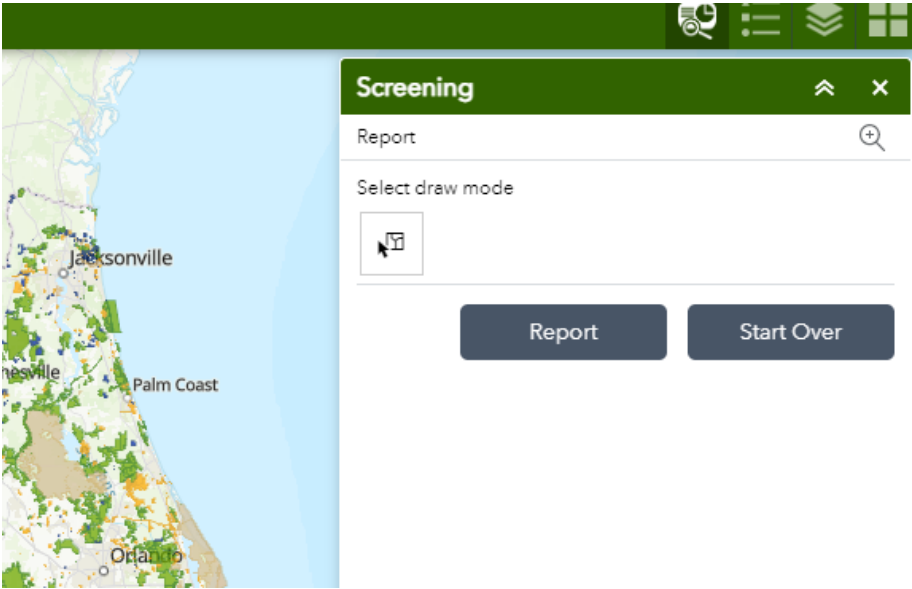 Screening
Report
Select draw mode
Report
Start Over
Jacksonville
nesville
Palm Coast
Orlando